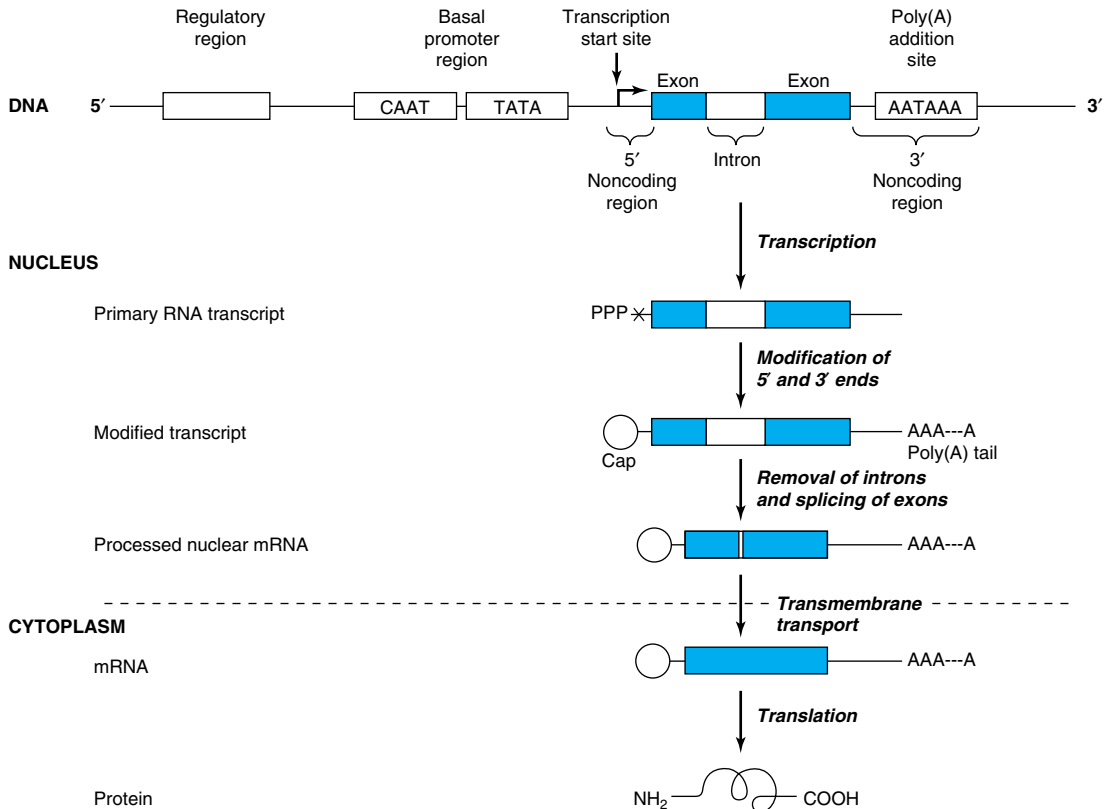 Regulatory
region
Basal
promoter
region
Transcription
start site
Poly(A)
addition
site
Exon
Exon
DNA
5′
CAAT
TATA
AATAAA
3′
5′
Noncoding
region
Intron
3′
Noncoding
region
Transcription
NUCLEUS
Primary RNA transcript
PPP
Modification of
5′ and 3′ ends
Modified transcript
Cap
AAA---A
Poly(A) tail
Removal of introns
and splicing of exons
Processed nuclear mRNA
AAA---A
Transmembrane
transport
CYTOPLASM
mRNA
AAA---A
Translation
Protein
NH₂
COOH